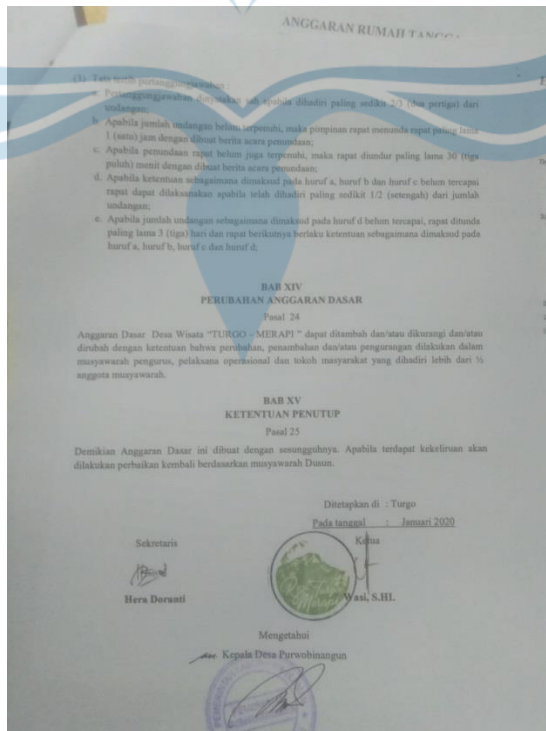 ANGGARAN RUMAH TANGGA
(3) Tata tertib pertanggungjawaban :
a. Pertanggungjawaban dinyatakan sah apabila dihadiri paling sedikit 2/3 (dua pertiga) dari
undangan;
b. Apabila jumlah undangan belum terpenuhi, maka pimpinan rapat menunda rapat paling lama
1 (satu) jam dengan dibuat berita acara penundaan;
c. Apabila penundaan rapat belum juga terpenuhi, maka rapat diundur paling lama 30 (tiga
puluh) menit dengan dibuat berita acara penundaan;
d. Apabila ketentuan sebagaimana dimaksud pada huruf a, huruf b dan huruf c belum tercapai
rapat dapat dilaksanakan apabila telah dihadiri paling sedikit 1/2 (setengah) dari jumlah
undangan;
e. Apabila jumlah undangan sebagaimana dimaksud pada huruf d belum tercapai, rapat ditunda
paling lama 3 (tiga) hari dan rapat berikutnya berlaku ketentuan sebagaimana dimaksud pada
huruf a, huruf b, huruf c dan huruf d;
BAB XIV
PERUBAHAN ANGGARAN DASAR
Pasal 24
Anggaran Dasar Desa Wisata “TURGO - MERAPI ” dapat ditambah dan/atau dikurangi dan/atau
dirubah dengan ketentuan bahwa perubahan, penambahan dan/atau pengurangan dilakukan dalam
musyawarah pengurus, pelaksana operasional dan tokoh masyarakat yang dihadiri lebih dari ½
anggota musyawarah.
BAB XV
KETENTUAN PENUTUP
Pasal 25
Demikian Anggaran Dasar ini dibuat dengan sesungguhnya. Apabila terdapat kekeliruan akan
dilakukan perbaikan kembali berdasarkan musyawarah Dusun.
Ditetapkan di : Turgo
Pada tanggal : Januari 2020
Sekretaris Ketua
Hera Doranti Wasi, S.HI.
Mengetahui
Kepala Desa Purwobinangun